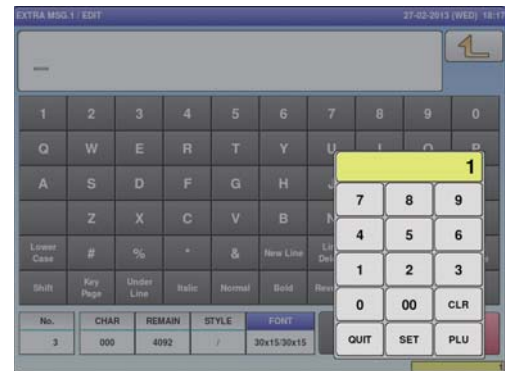 EXTRA MSG.1 / EDIT 27-02-2013 (WED) 18:17
1 2 3 4 5 6 7 8 9 0
Q W E R T Y U
A S D F G H
Z X C V B N
Lower Case # % & New Line
Shift Key Page Under Line Italic Normal Bold
No. CHAR REMAIN STYLE FONT
3 000 4092 / 30x15/30x15
1
7 8 9
4 5 6
1 2 3
0 00 CLR
QUIT SET PLU
1